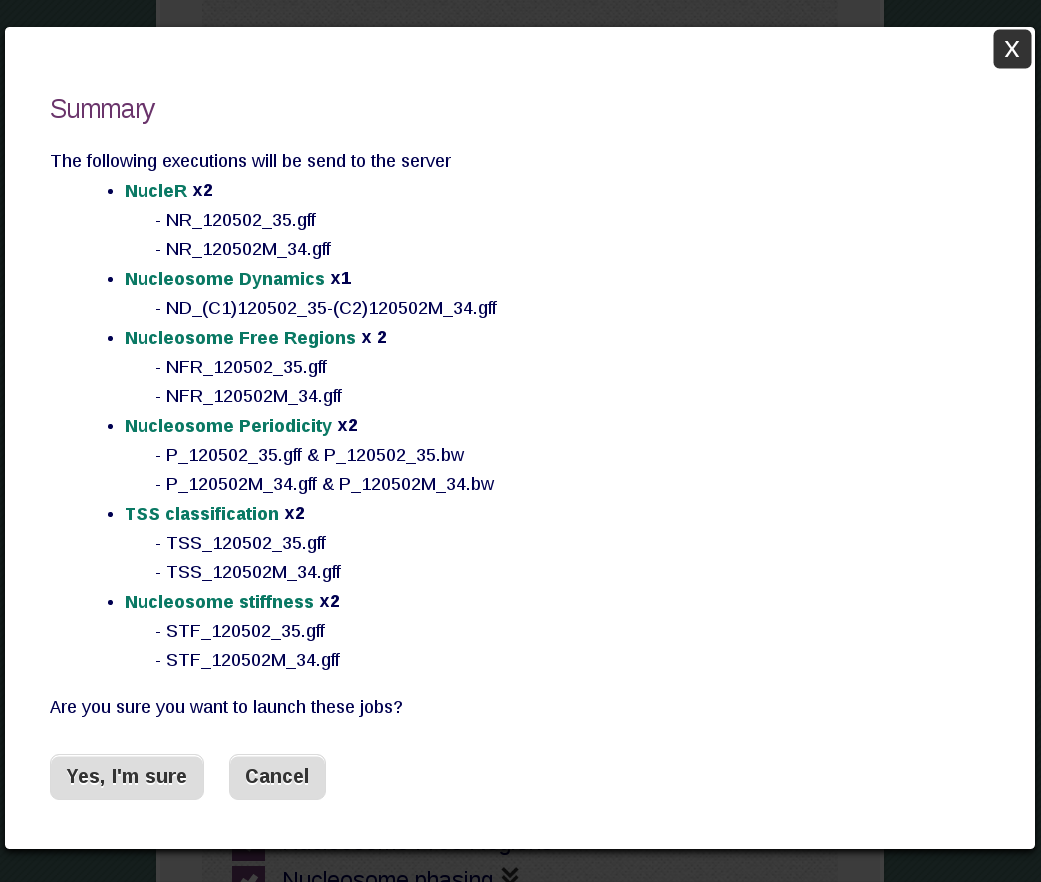 X
Summary
The following executions will be send to the server
• NucleR x2
- NR_120502_35.gff
- NR_120502M_34.gff
• Nucleosome Dynamics x1
- ND_(C1)120502_35-(C2)120502M_34.gff
• Nucleosome Free Regions x 2
- NFR_120502_35.gff
- NFR_120502M_34.gff
• Nucleosome Periodicity x2
- P_120502_35.gff & P_120502_35.bw
- P_120502M_34.gff & P_120502M_34.bw
• TSS classification x2
- TSS_120502_35.gff
- TSS_120502M_34.gff
• Nucleosome stiffness x2
- STF_120502_35.gff
- STF_120502M_34.gff
Are you sure you want to launch these jobs?
Yes, I'm sure Cancel
Nucleosome phasing